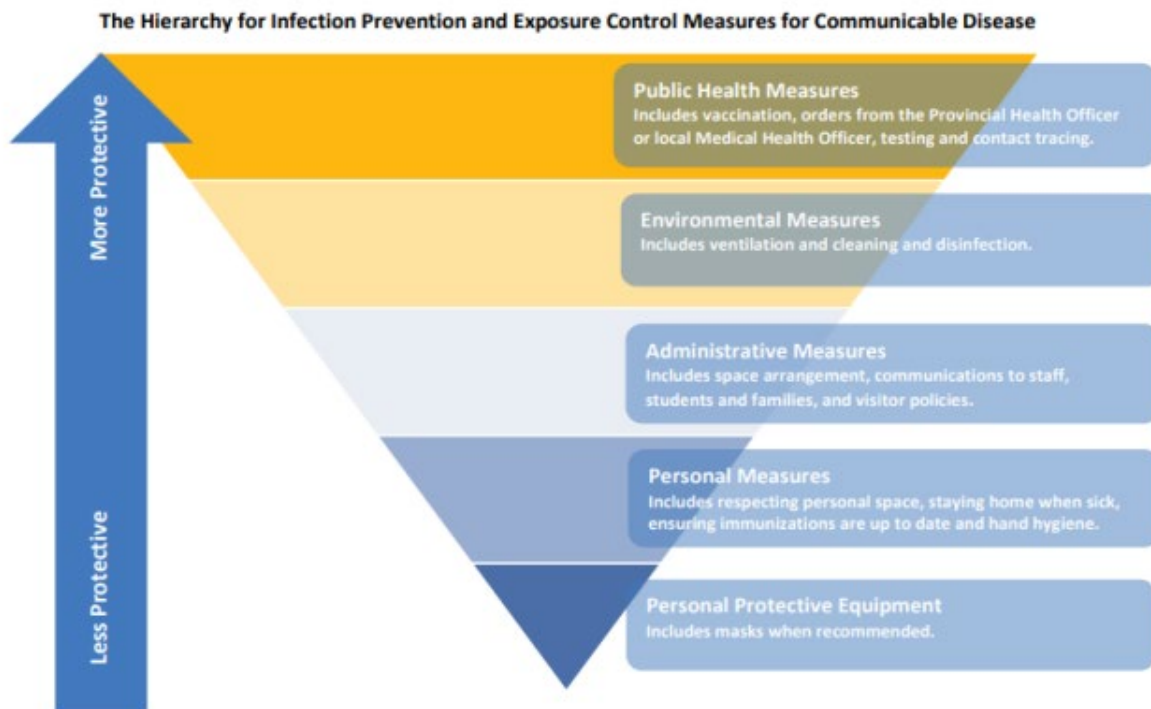 The Hierarchy for Infection Prevention and Exposure Control Measures for Communicable Disease
More Protective
Less Protective
Public Health Measures
Includes vaccination, orders from the Provincial Health Officer
or local Medical Health Officer, testing and contact tracing.
Environmental Measures
Includes ventilation and cleaning and disinfection.
Administrative Measures
Includes space arrangement, communications to staff,
students and families, and visitor policies.
Personal Measures
Includes respecting personal space, staying home when sick,
ensuring immunizations are up to date and hand hygiene.
Personal Protective Equipment
Includes masks when recommended.